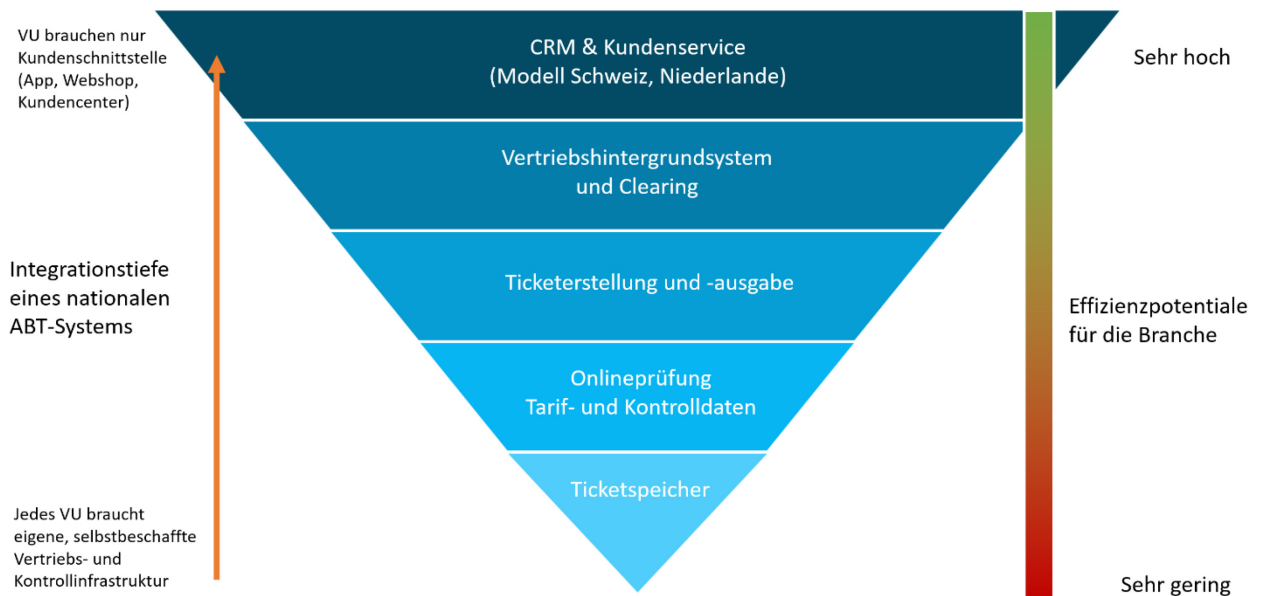 VU brauchen nur
Kundenschnittstelle
(App, Webshop,
Kundencenter)
CRM & Kundenservice
(Modell Schweiz, Niederlande)
Sehr hoch
Vertriebshintergrundsystem
und Clearing
Integrationstiefe
eines nationalen
ABT-Systems
Ticketerstellung und -ausgabe
Effizienzpotentiale
für die Branche
Onlineprüfung
Tarif- und Kontrolldaten
Ticketspeicher
Jedes VU braucht
eigene, selbstbeschaffte
Vertriebs- und
Kontrollinfrastruktur
Sehr gering